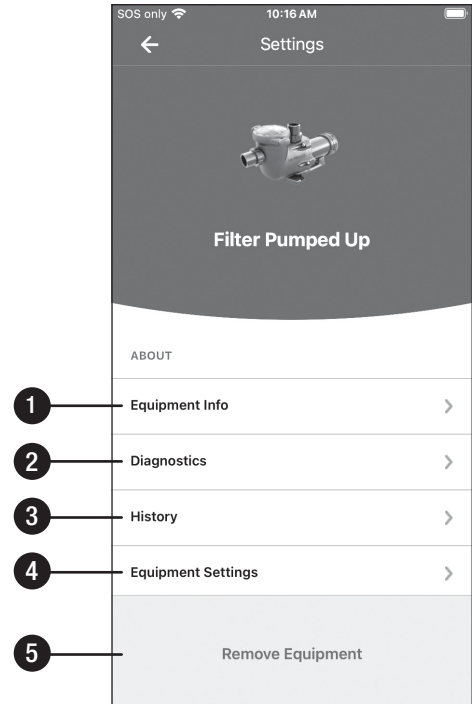 SOS only 10:16 AM
Settings
Filter Pumped Up
ABOUT
1 Equipment Info
2 Diagnostics
3 History
4 Equipment Settings
5 Remove Equipment